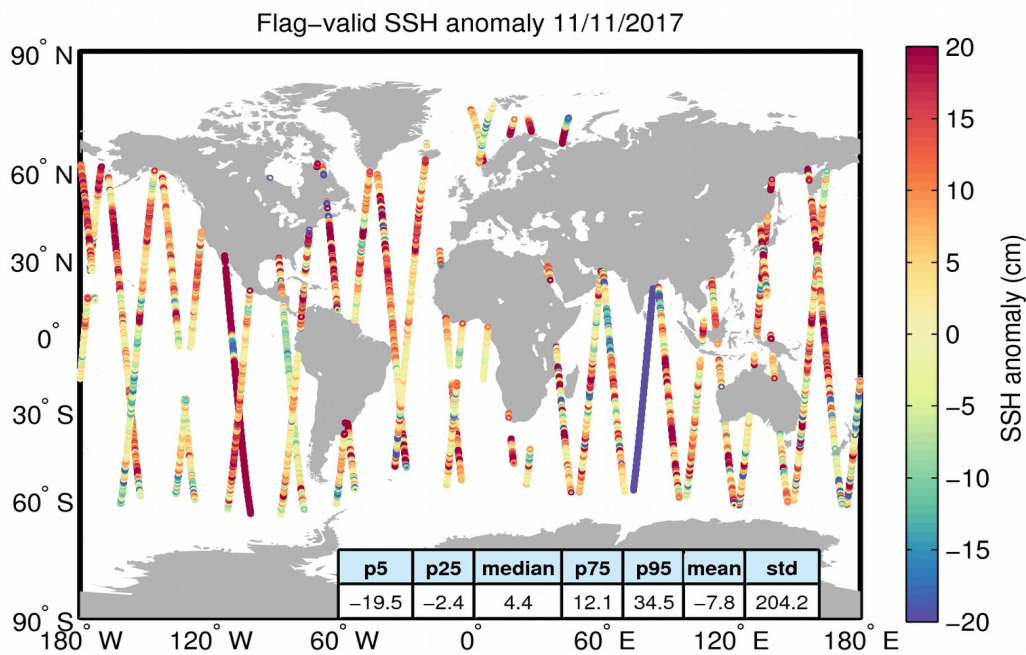 Flag−valid SSH anomaly 11/11/2017
90° N
60° N
30° N
0°
30° S
60° S
90° S
180° W
120° W
60° W
0°
60° E
120° E
180° E
p5 p25 median p75 p95 mean std
−19.5 −2.4 4.4 12.1 34.5 −7.8 204.2
20
15
10
5
0
−5
−10
−15
−20
SSH anomaly (cm)